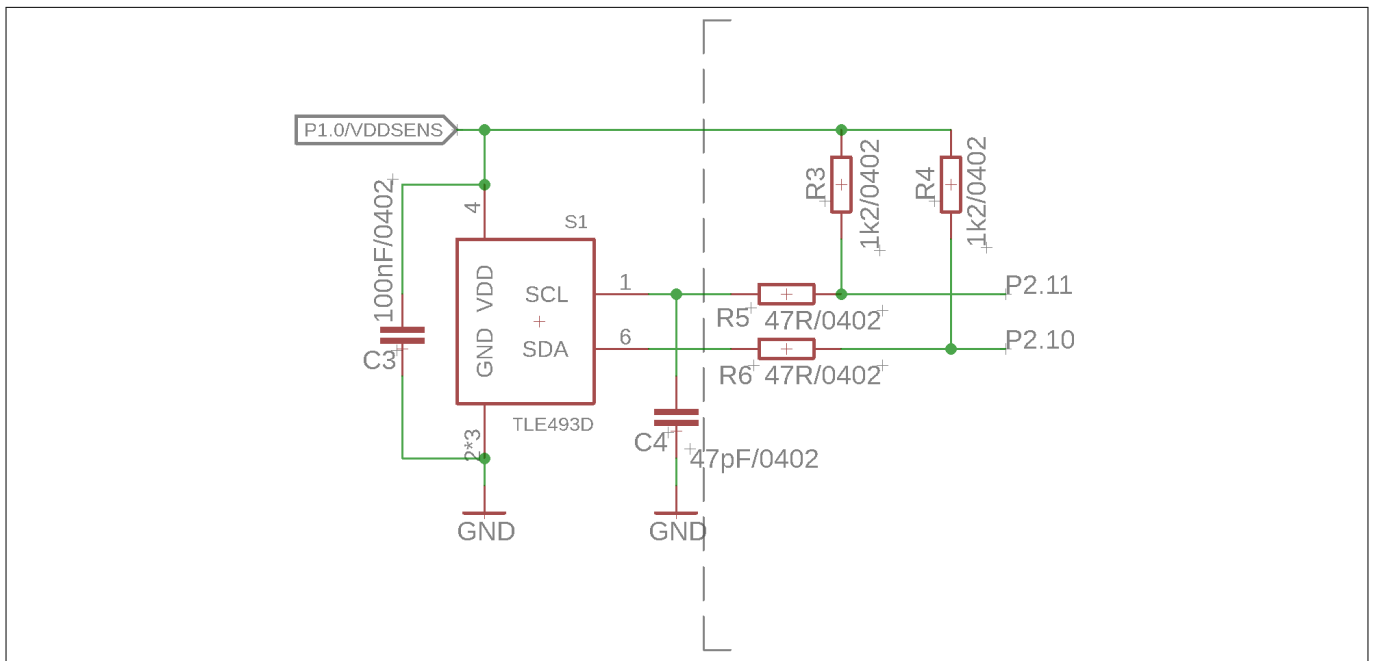 P1.0/VDDSENS
100nF/0402
C3
4
S1
VDD
GND
SCL
SDA
1
6
2*3
TLE493D
GND
C4
47pF/0402
GND
R3
1k2/0402
R4
1k2/0402
R5
47R/0402
R6
47R/0402
P2.11
P2.10